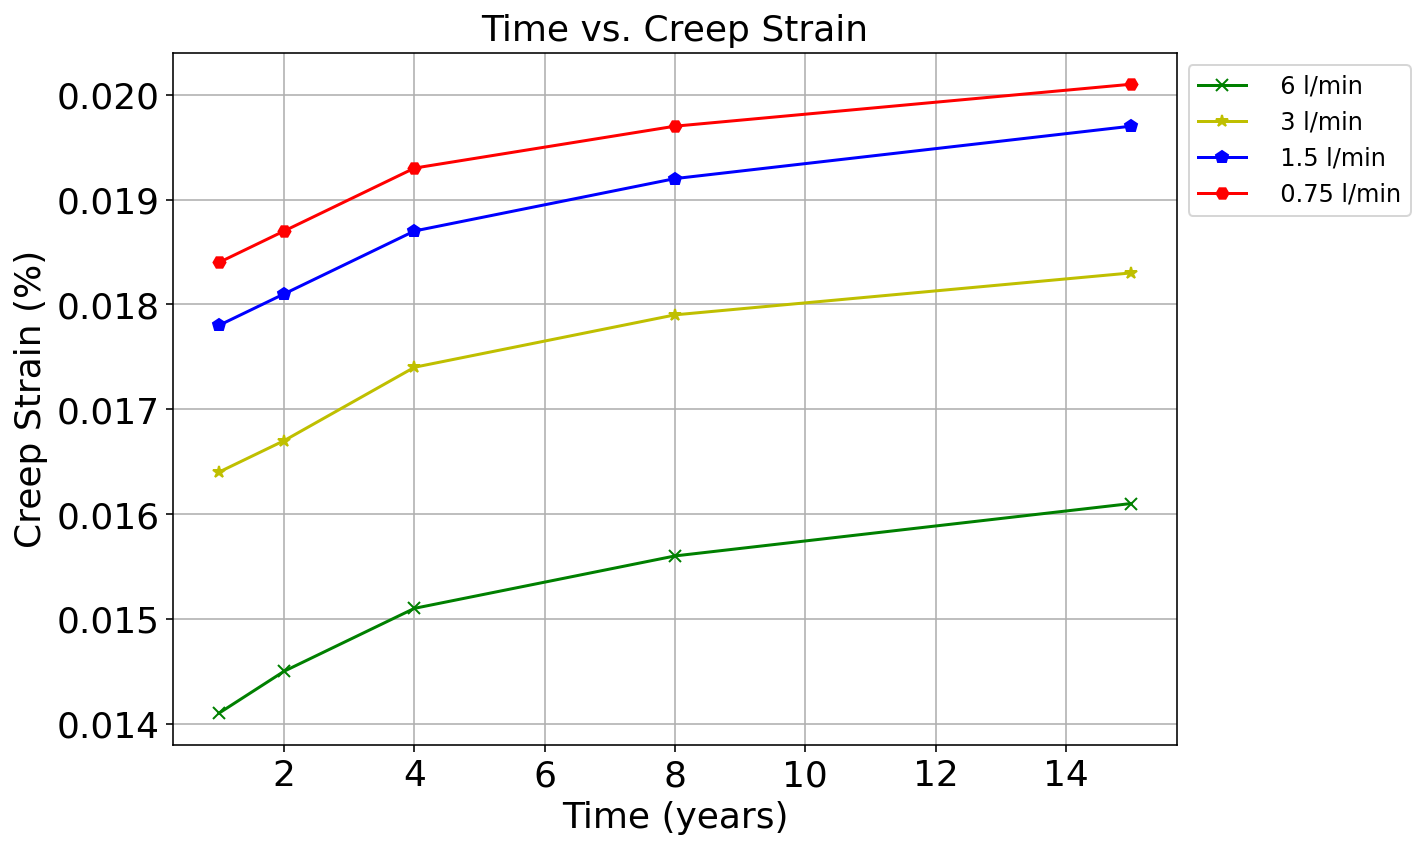 Time vs. Creep Strain
6 l/min
3 l/min
1.5 l/min
0.75 l/min
0.020
0.019
0.018
0.017
0.016
0.015
0.014
Creep Strain (%)
2 4 6 8 10 12 14
Time (years)